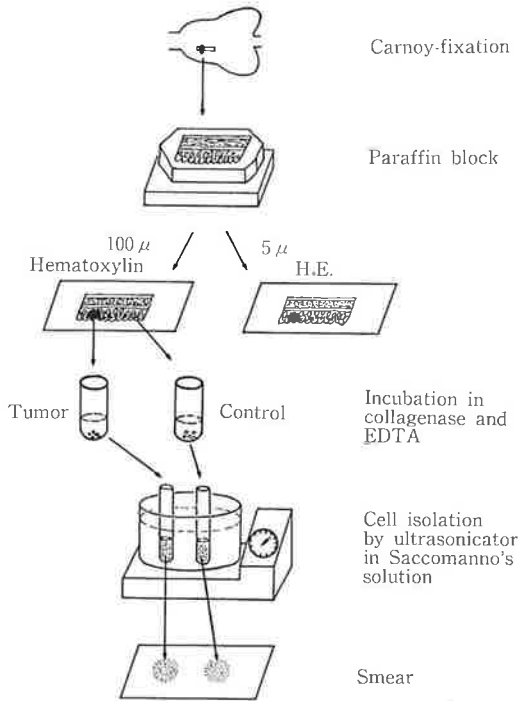 Carnoy-fixation
Paraffin block
100 μ
5 μ
Hematoxylin
H.E.
Tumor
Control
Incubation in
collagenase and
EDTA
Cell isolation
by ultrasonicator
in Saccomanno's
solution
Smear